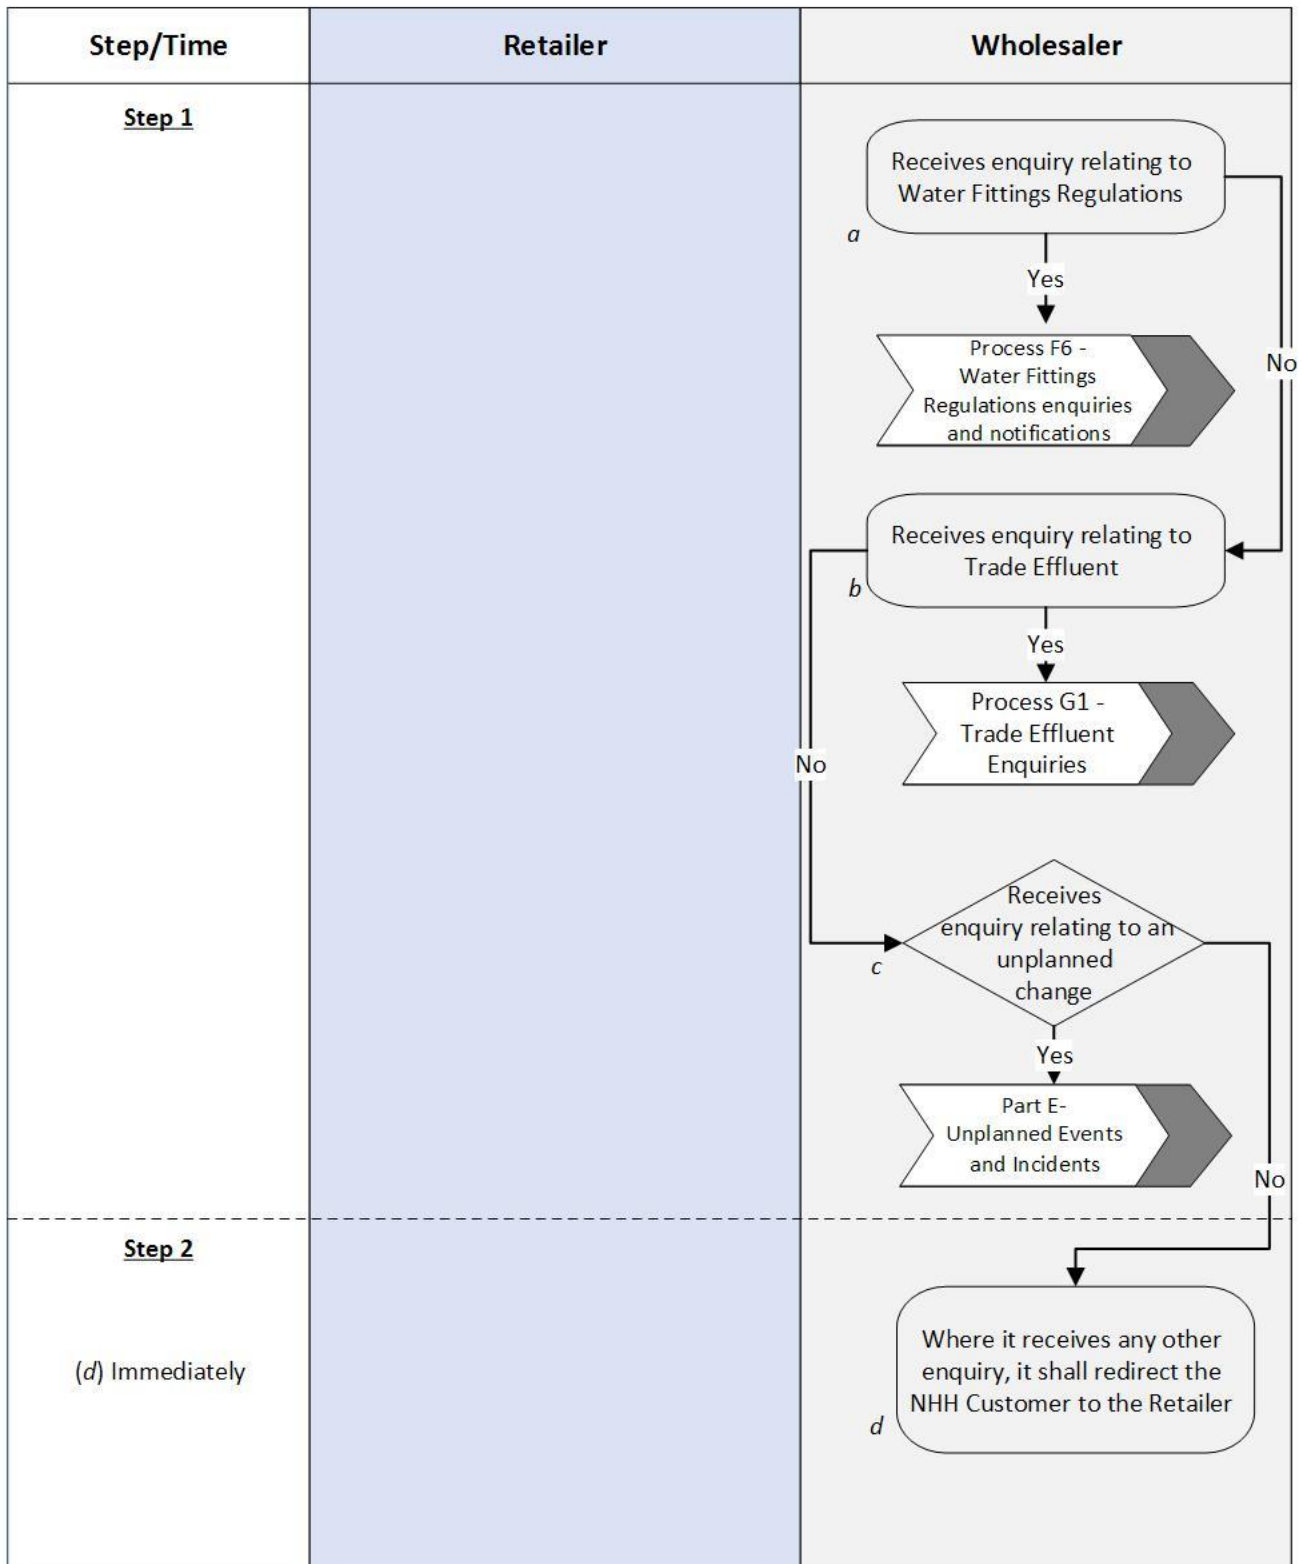 Step/Time
Retailer
Wholesaler
Step 1
Receives enquiry relating to
Water Fittings Regulations
a
Yes
No
Process F6 -
Water Fittings
Regulations enquiries
and notifications
Receives enquiry relating to
Trade Effluent
b
Yes
No
Process G1 -
Trade Effluent
Enquiries
Receives
enquiry relating to an
unplanned
change
c
Yes
No
Part E-
Unplanned Events
and Incidents
Step 2
(d) Immediately
Where it receives any other
enquiry, it shall redirect the
NHH Customer to the Retailer
d